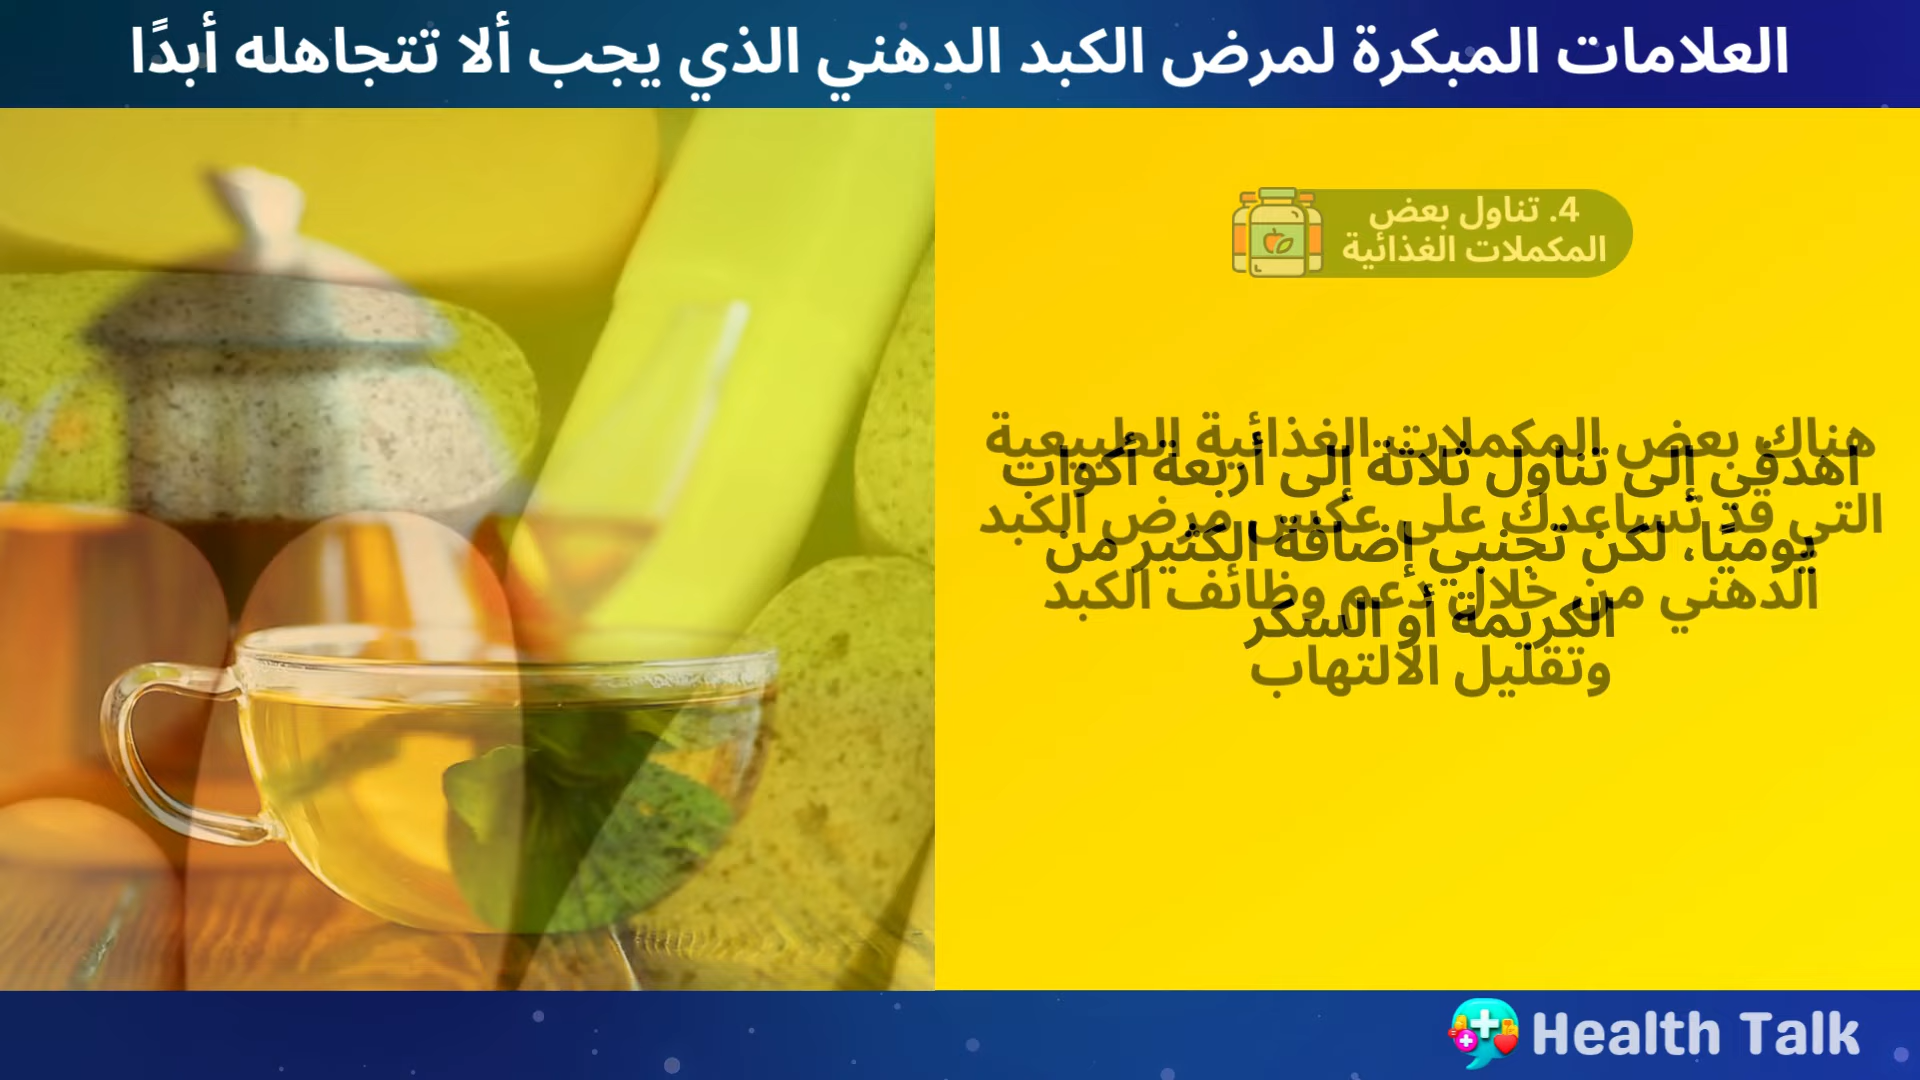 العلامات المبكرة لمرض الكبد الدهني الذي يجب ألا تتجاهله أبدًا
4. تناول بعض
المكملات الغذائية
هناك بعض المكملات الغذائية الطبيعية
التي قد تساعدك على عكس مرض الكبد
الدهني من خلال دعم وظائف الكبد
وتقليل الالتهاب
اهدفي إلى تناول ثلاثة إلى أربعة أكواب
يوميًا، لكن تجنبي إضافة الكثير من
الكريمة أو السكر
Health Talk